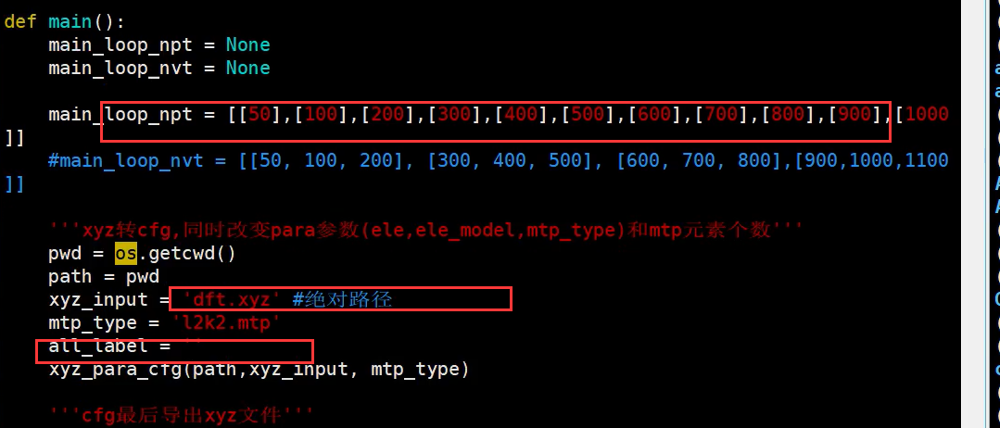 def main():
    main_loop_npt = None
    main_loop_nvt = None
    main_loop_npt = [[50],[100],[200],[300],[400],[500],[600],[700],[800],[900],[1000
]]
    #main_loop_nvt = [[50, 100, 200], [300, 400, 500], [600, 700, 800],[900,1000,1100
]]
    '''xyz转cfg,同时改变para参数(ele,ele_model,mtp_type)和mtp元素个数'''
    pwd = os.getcwd()
    path = pwd
    xyz_input = 'dft.xyz' #绝对路径
    mtp_type = 'l2k2.mtp'
    all_label = ''
    xyz_para_cfg(path,xyz_input, mtp_type)
    '''cfg最后导出xyz文件'''